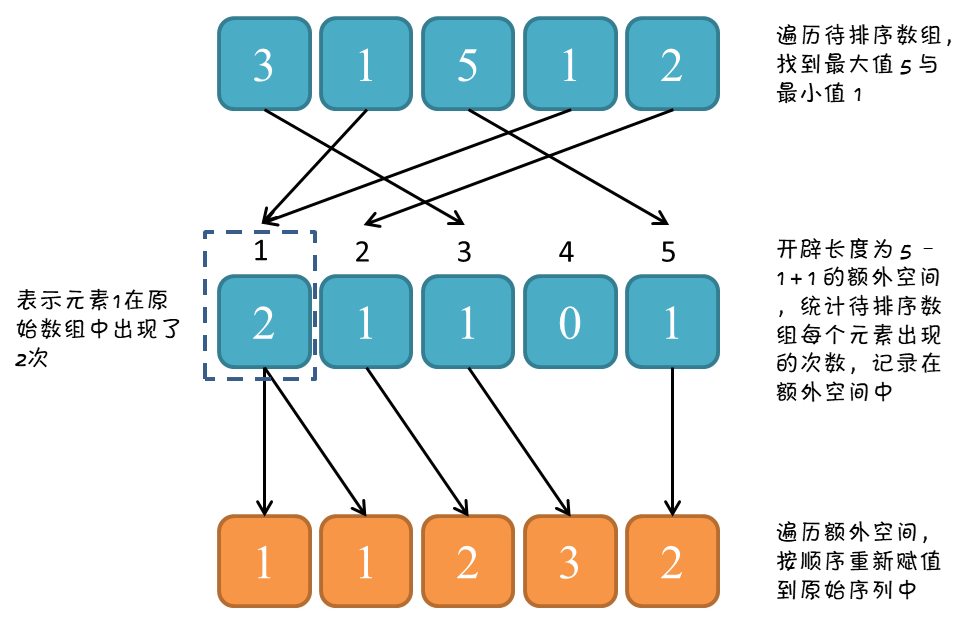 3 1 5 1 2
遍历待排序数组，
找到最大值 5 与
最小值 1
1 2 3 4 5
2 1 1 0 1
表示元素1在原
始数组中出现了
2次
开辟长度为 5 -
1+1 的额外空间
，统计待排序数
组每个元素出现
的次数，记录在
额外空间中
1 1 2 3 2
遍历额外空间，
按顺序重新赋值
到原始序列中